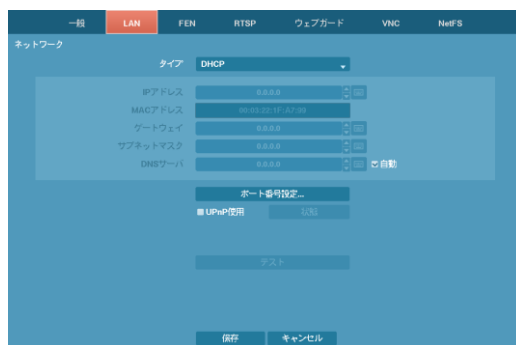 一般 LAN FEN RTSP ウェブガード VNC NetFS
ネットワーク
タイプ DHCP
IPアドレス 0.0.0.0
MACアドレス
ゲートウェイ 0.0.0.0
サブネットマスク 0.0.0.0
DNSサーバ 0.0.0.0 自動
ポート番号設定...
UPnP使用 状態
テスト
保存 キャンセル